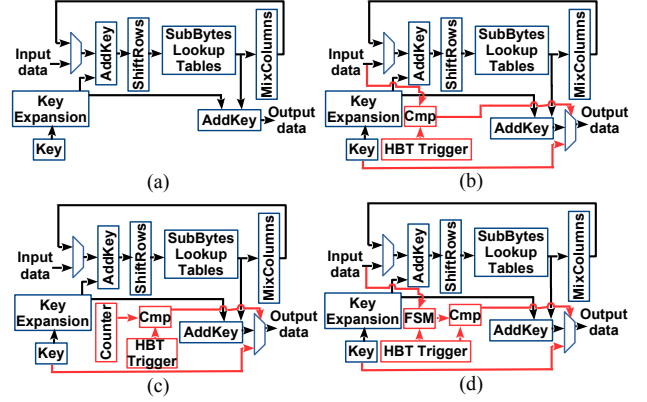 Input
data
AddKey
ShiftRows
SubBytes
Lookup
Tables
MixColumns
Key
Expansion
Key
AddKey
Output
data
(a)
Input
data
AddKey
ShiftRows
SubBytes
Lookup
Tables
MixColumns
Key
Expansion
Cmp
Key
HBT Trigger
AddKey
Output
data
(b)
Input
data
AddKey
ShiftRows
SubBytes
Lookup
Tables
MixColumns
Key
Expansion
Key
Counter
Cmp
HBT
Trigger
AddKey
Output
data
(c)
Input
data
AddKey
ShiftRows
SubBytes
Lookup
Tables
MixColumns
Key
Expansion
FSM
Cmp
Key
HBT Trigger
AddKey
Output
data
(d)